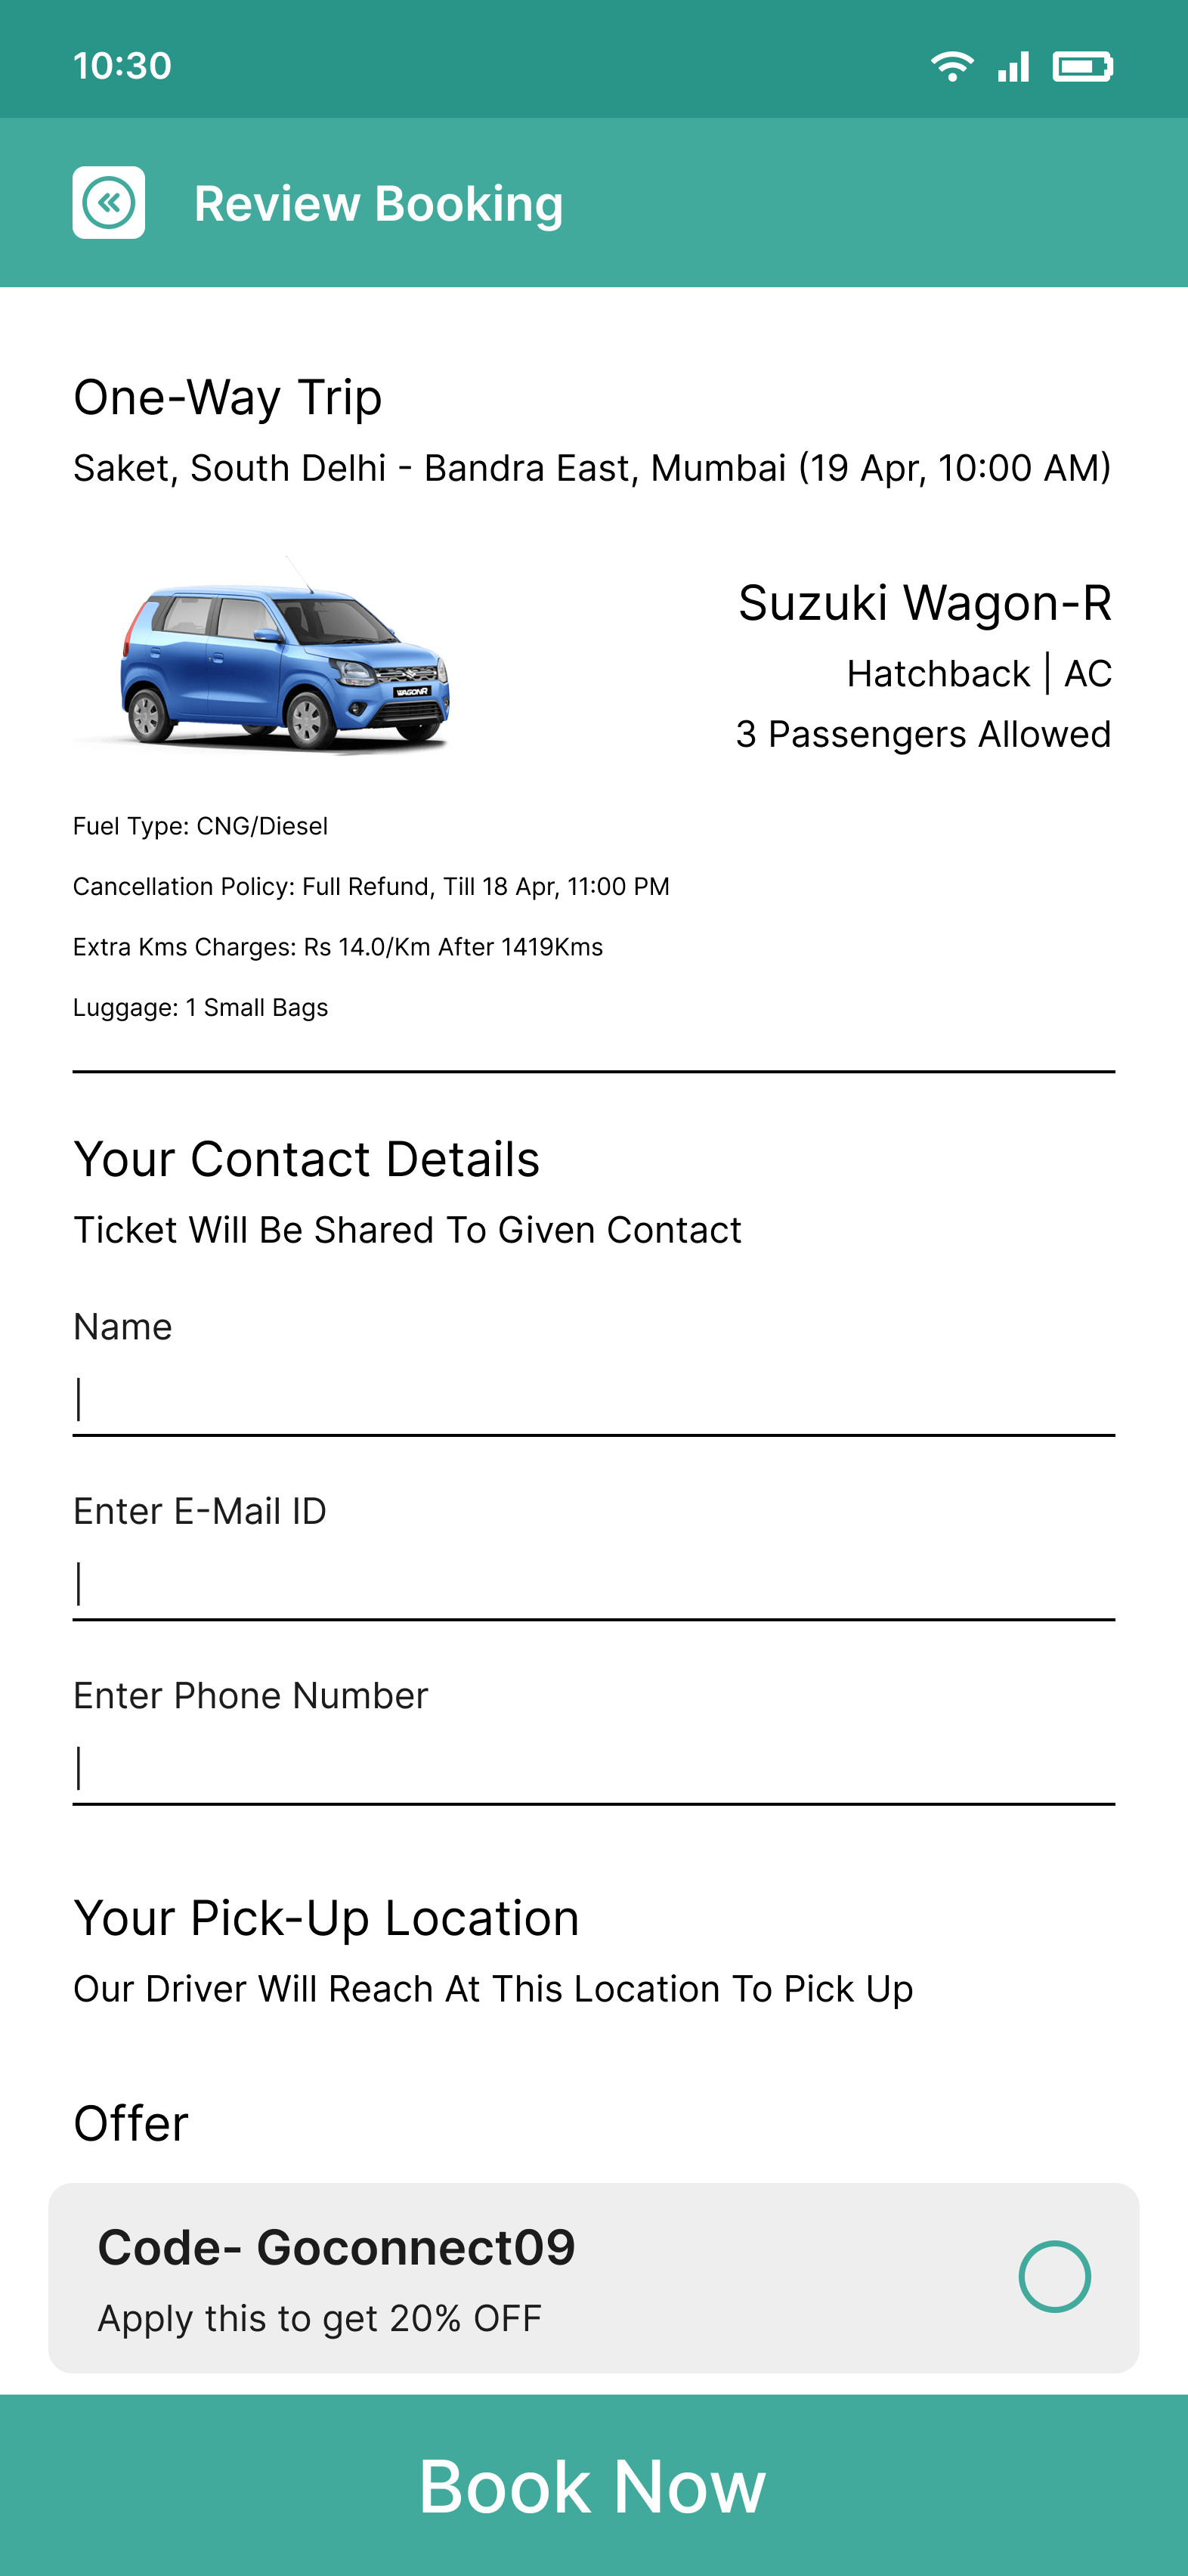 10:30
Review Booking
One-Way Trip
Saket, South Delhi - Bandra East, Mumbai (19 Apr, 10:00 AM)
WAGONR
Suzuki Wagon-R
Hatchback | AC
3 Passengers Allowed
Fuel Type: CNG/Diesel
Cancellation Policy: Full Refund, Till 18 Apr, 11:00 PM
Extra Kms Charges: Rs 14.0/Km After 1419Kms
Luggage: 1 Small Bags
Your Contact Details
Ticket Will Be Shared To Given Contact
Name
Enter E-Mail ID
Enter Phone Number
Your Pick-Up Location
Our Driver Will Reach At This Location To Pick Up
Offer
Code- Goconnect09
Apply this to get 20% OFF
Book Now